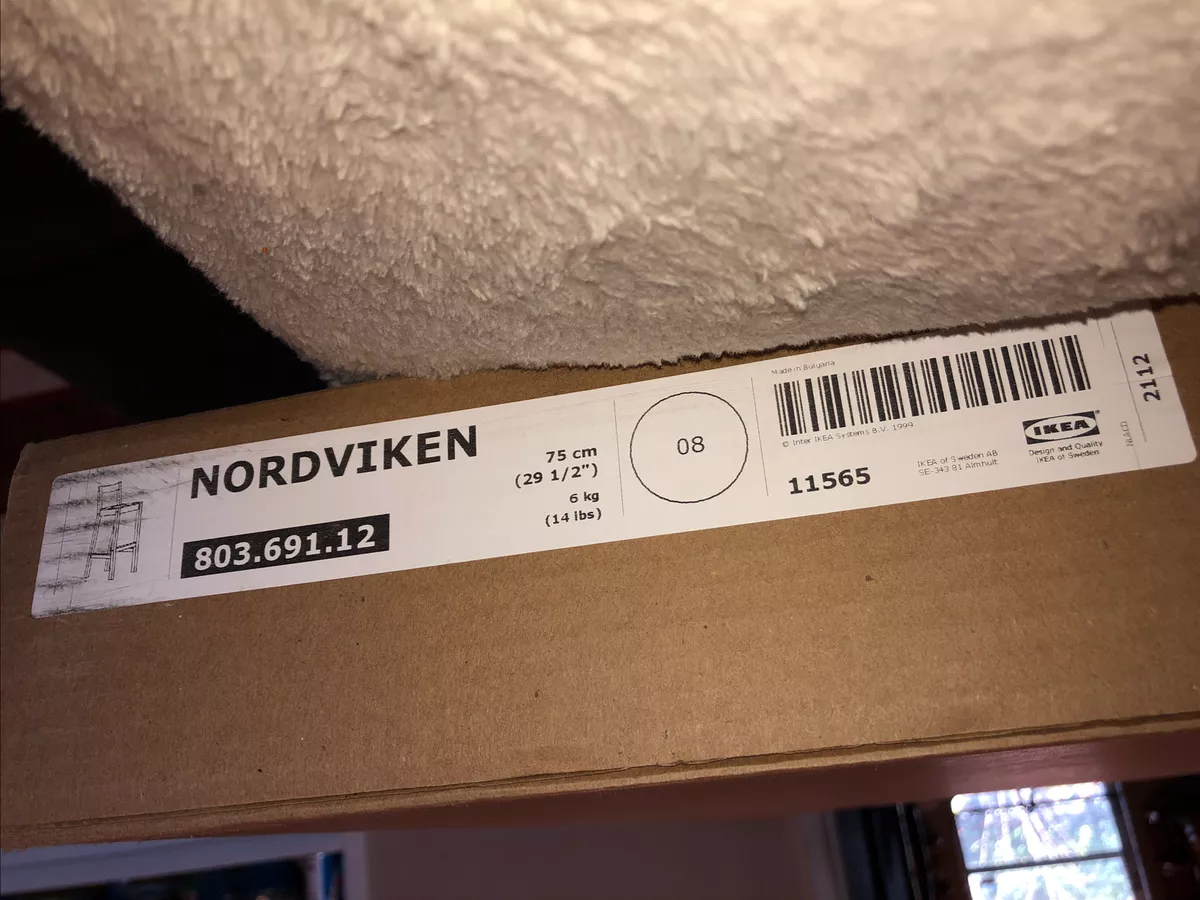 NORDVIKEN
803.691.12
75 cm
(29 1/2")
6 kg
(14 lbs)
08
Made in Bulgaria
© Inter IKEA Systems B.V. 1999
11565
IKEA of Sweden AB
SE-343 81 Älmhult
IKEA
®
Design and Quality
IKEA of Sweden
2112